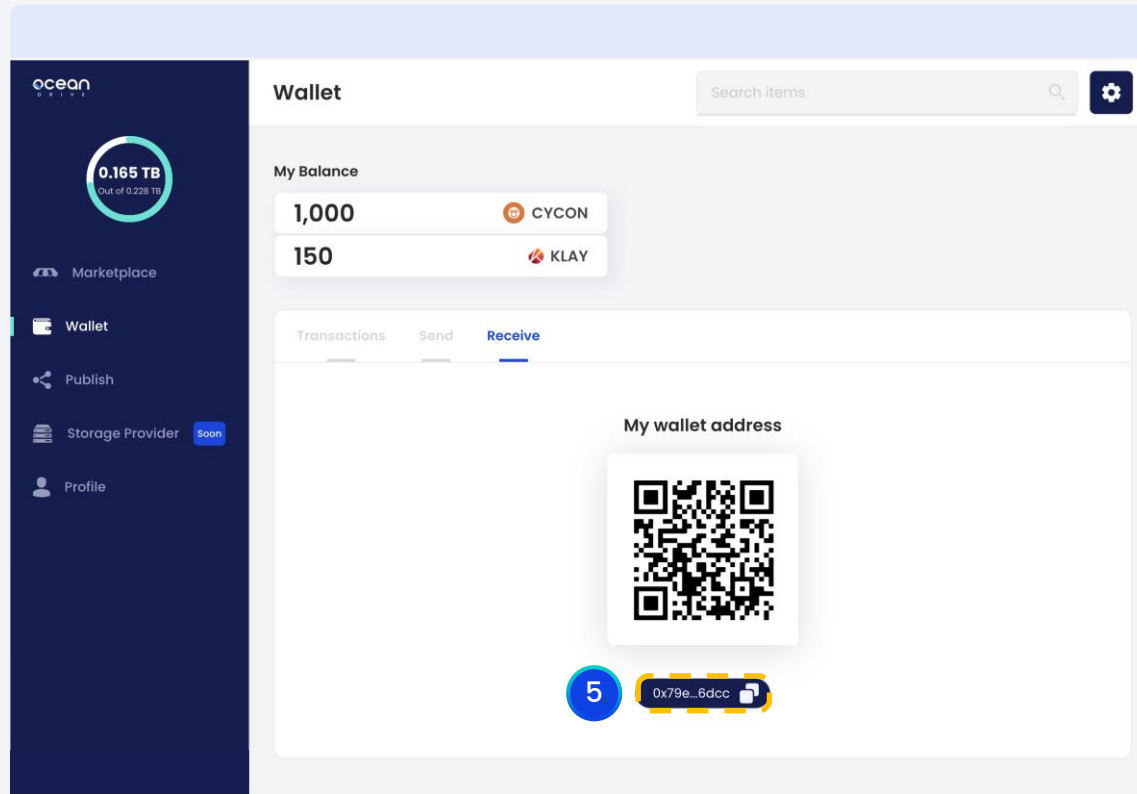 ocean
DRIVE
0.165 TB
Out of 0.228 TB
Marketplace
Wallet
Publish
Storage Provider Soon
Profile
Wallet
Search items
My Balance
1,000 CYCON
150 KLAY
Transactions Send Receive
My wallet address
5 0x79e...6dcc